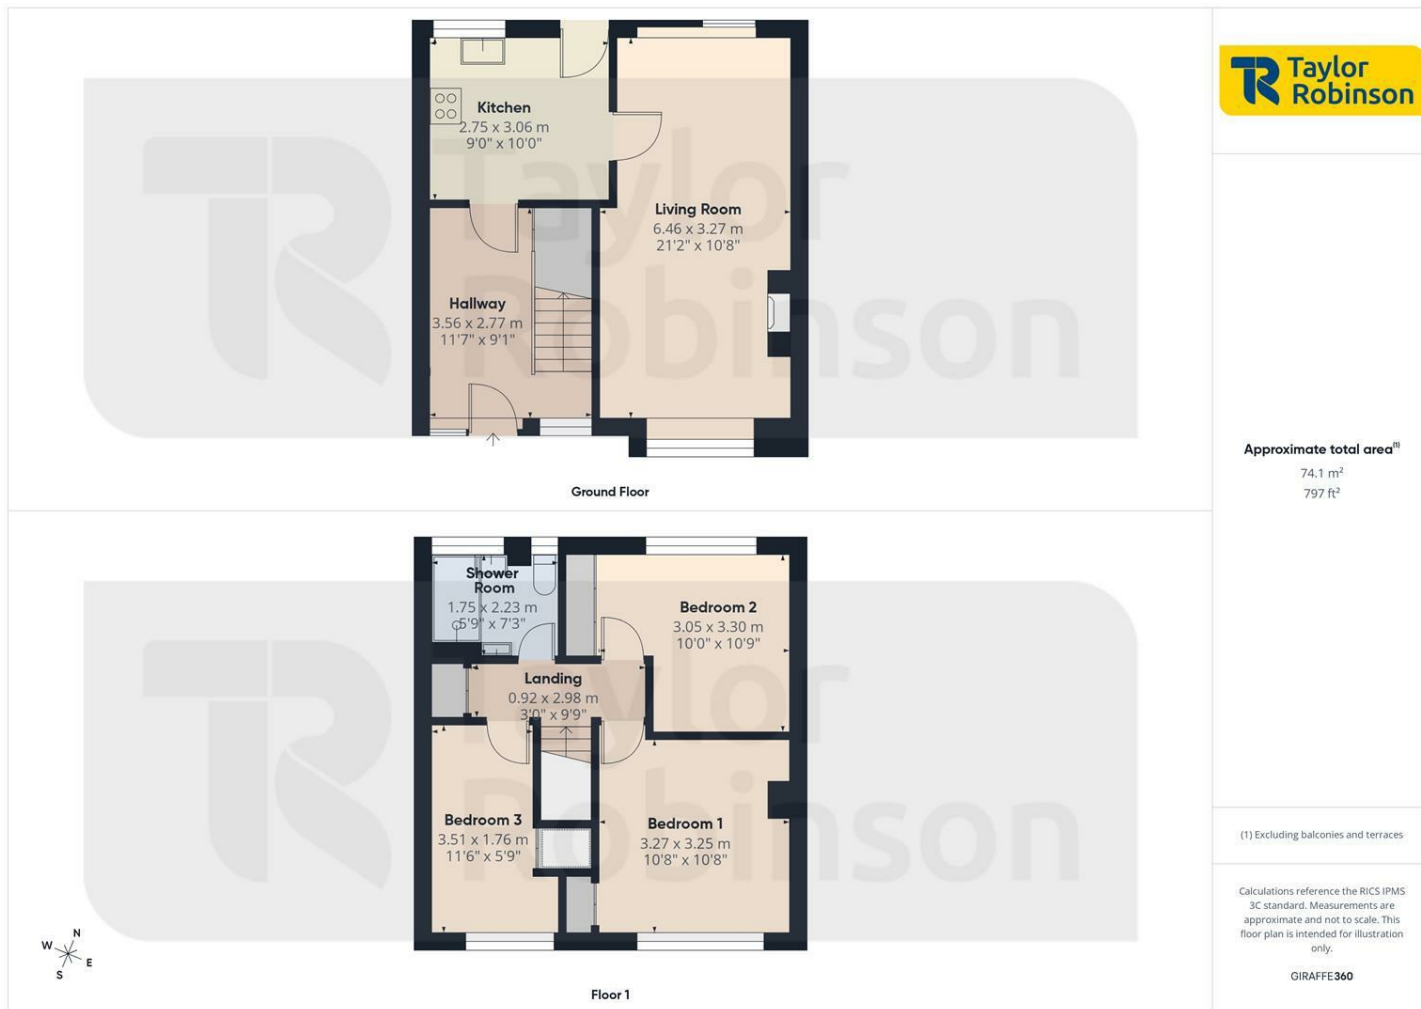 Taylor
Robinson
Kitchen
2.75 x 3.06 m
9'0" x 10'0"
Living Room
6.46 x 3.27 m
21'2" x 10'8"
Hallway
3.56 x 2.77 m
11'7" x 9'1"
Taylor
Robinson
Ground Floor
Approximate total area(1)
74.1 m²
797 ft²
Shower
Room
1.75 x 2.23 m
5'9" x 7'3"
Bedroom 2
3.05 x 3.30 m
10'0" x 10'9"
Landing
0.92 x 2.98 m
3'0" x 9'9"
Bedroom 3
3.51 x 1.76 m
11'6" x 5'9"
Bedroom 1
3.27 x 3.25 m
10'8" x 10'8"
Taylor
Robinson
(1) Excluding balconies and terraces
Calculations reference the RICS IPMS
3C standard. Measurements are
approximate and not to scale. This
floor plan is intended for illustration
only.
GIRAFFE360
N
W
E
S
Floor 1